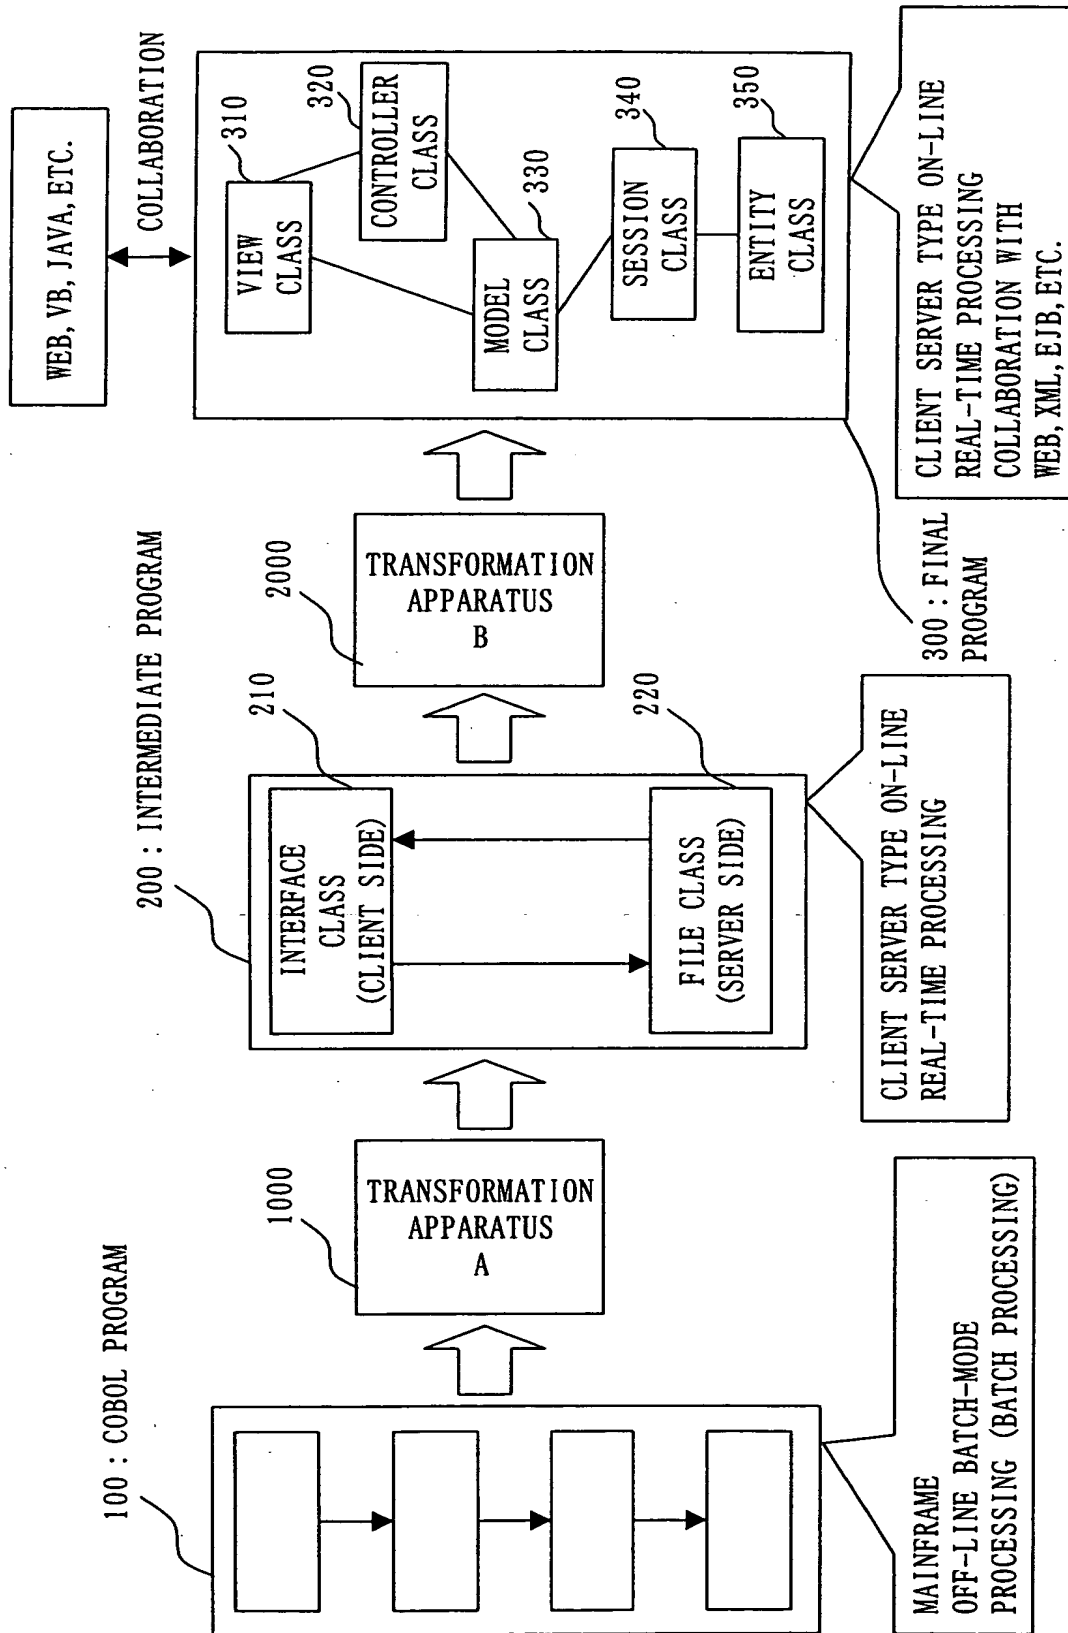 100 : COBOL PROGRAM
MAINFRAME
OFF-LINE BATCH-MODE
PROCESSING (BATCH PROCESSING)
1000
TRANSFORMATION
APPARATUS
A
200 : INTERMEDIATE PROGRAM
210
INTERFACE
CLASS
(CLIENT SIDE)
220
FILE CLASS
(SERVER SIDE)
CLIENT SERVER TYPE ON-LINE
REAL-TIME PROCESSING
2000
TRANSFORMATION
APPARATUS
B
WEB, VB, JAVA, ETC.
COLLABORATION
310
VIEW
CLASS
320
CONTROLLER
CLASS
330
MODEL
CLASS
340
SESSION
CLASS
350
ENTITY
CLASS
300 : FINAL
PROGRAM
CLIENT SERVER TYPE ON-LINE
REAL-TIME PROCESSING
COLLABORATION WITH
WEB, XML, EJB, ETC.